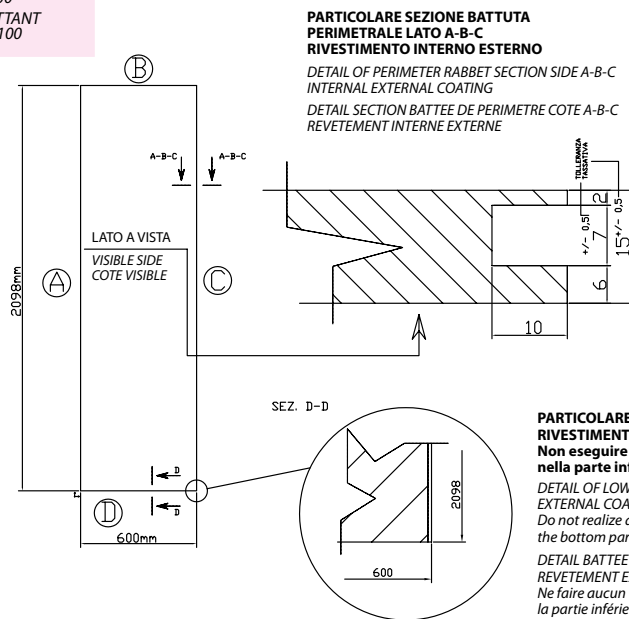 TTANT
100
PARTICOLARE SEZIONE BATTUTA
PERIMETRALE LATO A-B-C
RIVESTIMENTO INTERNO ESTERNO
DETAIL OF PERIMETER RABBET SECTION SIDE A-B-C
INTERNAL EXTERNAL COATING
DETAIL SECTION BATTEE DE PERIMETRE COTE A-B-C
REVETEMENT INTERNE EXTERNE
B
A-B-C
A-B-C
LATO A VISTA
VISIBLE SIDE
COTE VISIBLE
A
C
2098mm
D
600mm
D
D
TOLLERANZA
TASSATIVA
+/- 0,5
+/- 0,5
2
7
15
6
10
SEZ. D-D
2098
600
PARTICOLARE
RIVESTIMENT
Non eseguire
nella parte inf
DETAIL OF LOW
EXTERNAL COA
Do not realize a
the bottom par
DETAIL BATTEE
REVETEMENT E
Ne faire aucun
la partie inférie